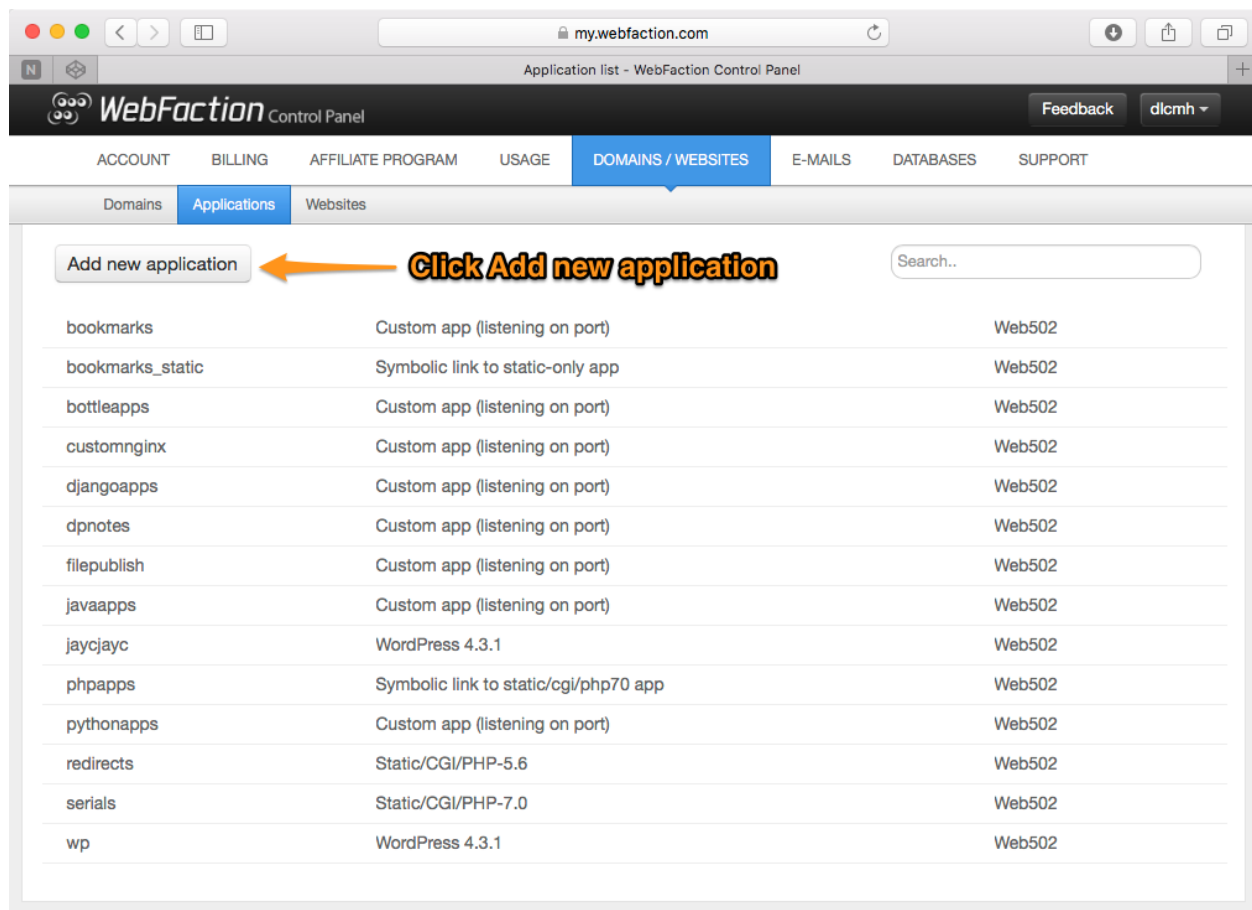 my.webfaction.com
N
Application list - WebFaction Control Panel
WebFaction Control Panel
Feedback
dlcmh
ACCOUNT BILLING AFFILIATE PROGRAM USAGE DOMAINS / WEBSITES E-MAILS DATABASES SUPPORT
Domains Applications Websites
Add new application Click Add new application Search..
bookmarks Custom app (listening on port) Web502
bookmarks_static Symbolic link to static-only app Web502
bottleapps Custom app (listening on port) Web502
customnginx Custom app (listening on port) Web502
djangoapps Custom app (listening on port) Web502
dpnotes Custom app (listening on port) Web502
filepublish Custom app (listening on port) Web502
javaapps Custom app (listening on port) Web502
jaycjayc WordPress 4.3.1 Web502
phpapps Symbolic link to static/cgi/php70 app Web502
pythonapps Custom app (listening on port) Web502
redirects Static/CGI/PHP-5.6 Web502
serials Static/CGI/PHP-7.0 Web502
wp WordPress 4.3.1 Web502